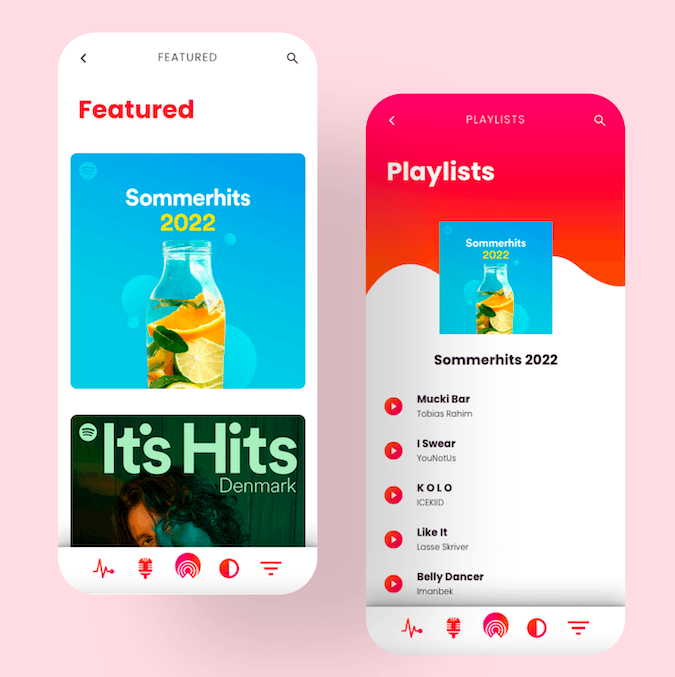 FEATURED
Featured
Sommerhits
2022
It's Hits
Denmark
PLAYLISTS
Playlists
Sommerhits
2022
Sommerhits 2022
Mucki Bar
Tobias Rahim
I Swear
YouNotUs
K O L O
ICEKIID
Like It
Lasse Skriver
Belly Dancer
Imanbek